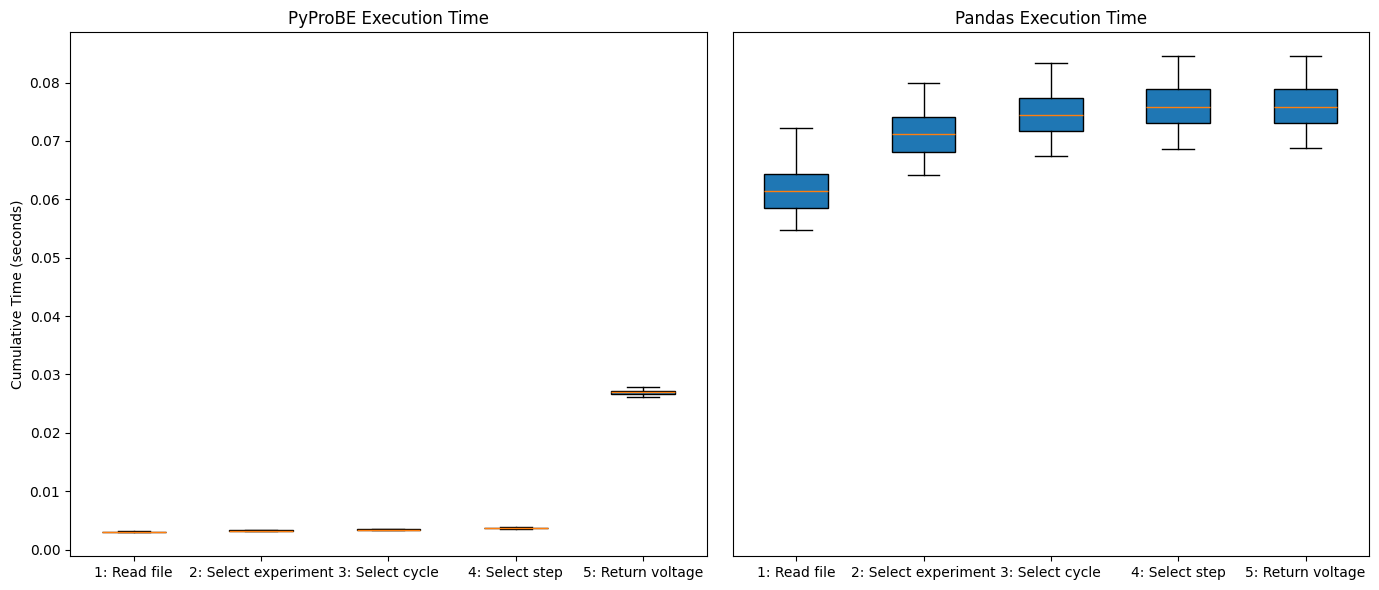 PyProBE Execution Time
Pandas Execution Time
Cumulative Time (seconds)
0.08
0.07
0.06
0.05
0.04
0.03
0.02
0.01
0.00
1: Read file 2: Select experiment 3: Select cycle 4: Select step 5: Return voltage
1: Read file 2: Select experiment 3: Select cycle 4: Select step 5: Return voltage